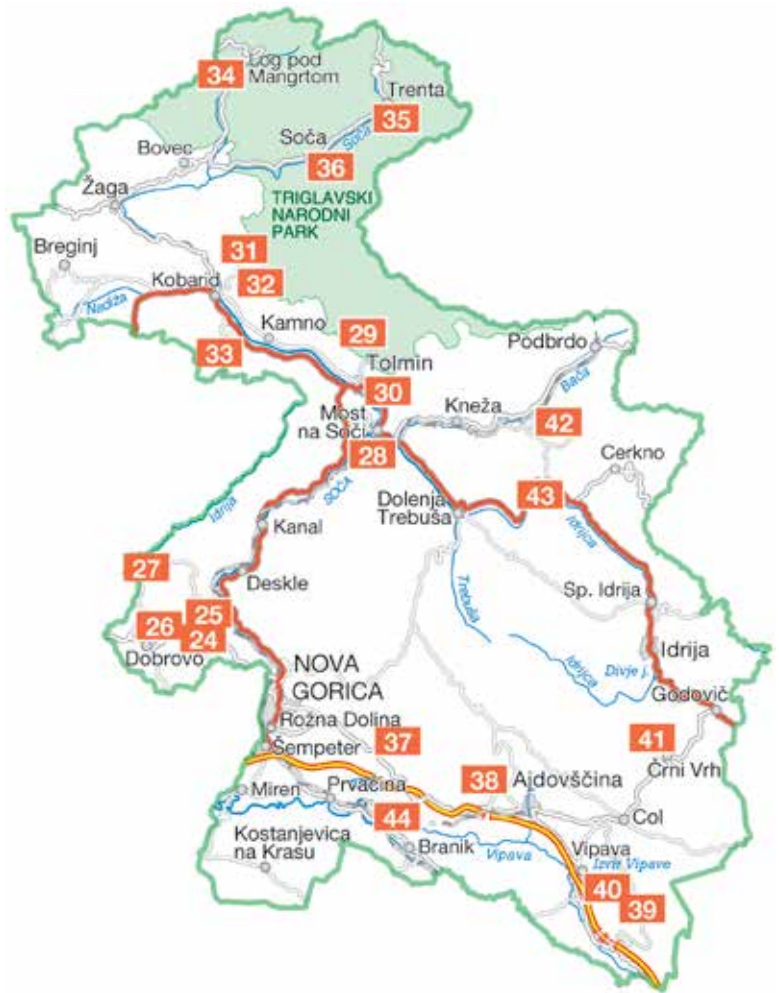 Log pod
Mangrtom
34
Trenta
35
Soča
Soča
36
Bovec
Žaga
TRIGLAVSKI
NARODNI
PARK
31
Breginj
Kobarid
32
Nadiža
Kamno
29
33
Tolmin
Podbrdo
30
Bača
Most
na Soči
Kneža
42
28
Cerkno
SOČA
43
Dolenja
Trebuša
Idrijca
Idrija
Kanal
27
Deskle
Trebuša
Sp. Idrija
25
26
24
Dobrovo
Idrijca
Divje j.
Idrija
NOVA
GORICA
Godovič
Rožna Dolina
37
41
Šempeter
Črni Vrh
38
Ajdovščina
Miren
Prvačina
44
Col
Kostanjevica
na Krasu
Branik
Vipava
Vipava
Izvir Vipave
40
39